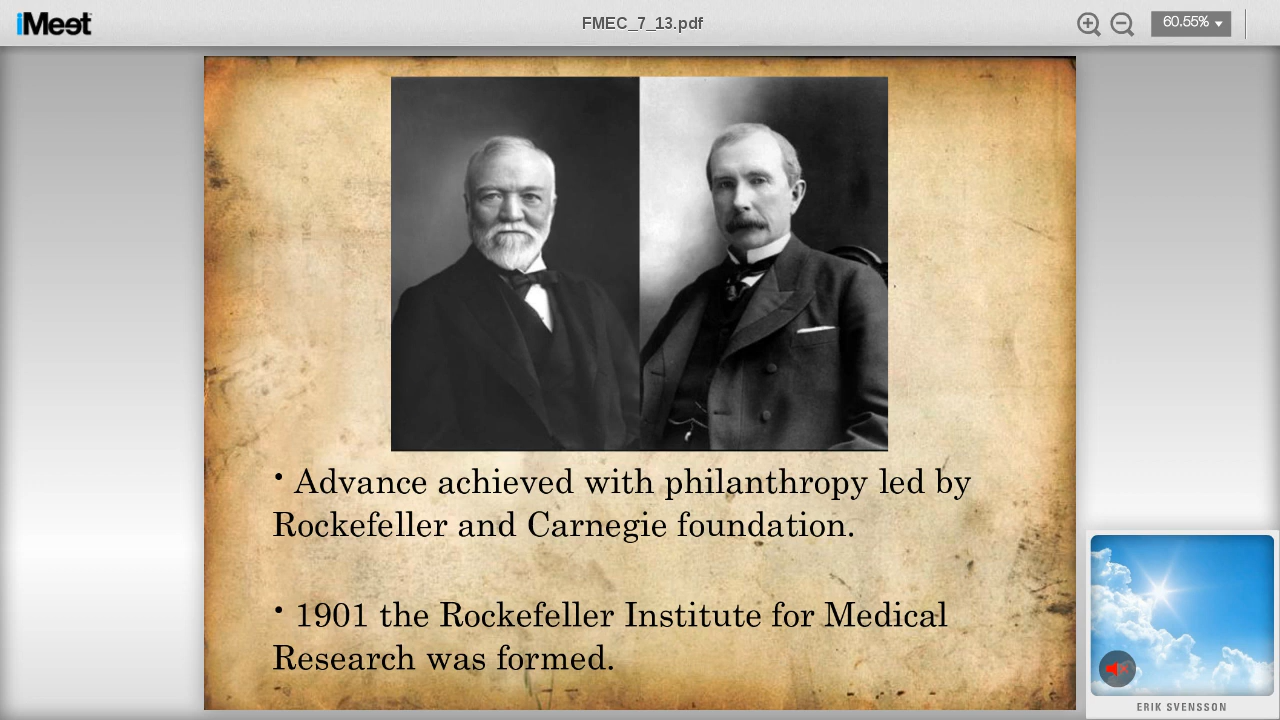 iMeet
FMEC_7_13.pdf
60.55%
• Advance achieved with philanthropy led by
Rockefeller and Carnegie foundation.
• 1901 the Rockefeller Institute for Medical
Research was formed.
ERIK SVENSSON